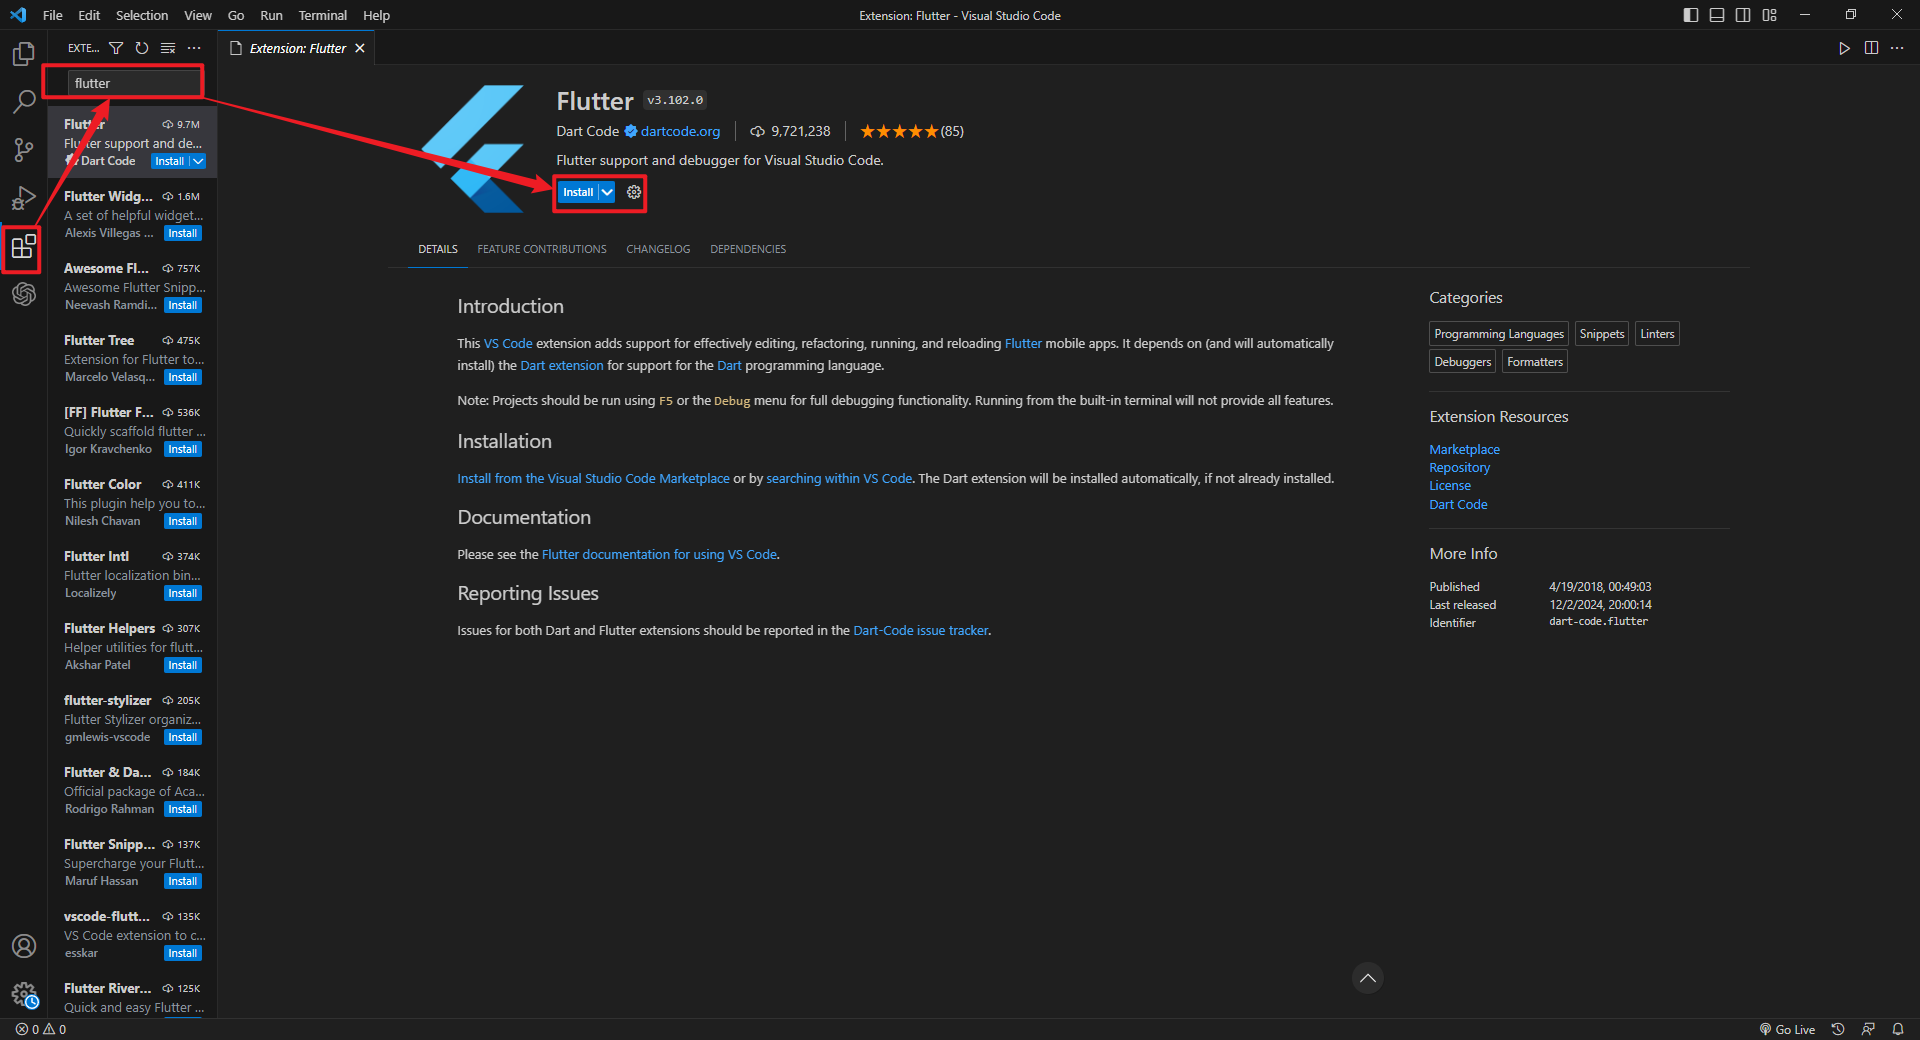 File Edit Selection View Go Run Terminal Help
Extension: Flutter - Visual Studio Code
EXTE...
Extension: Flutter
flutter
Flutter 9.7M
Flutter support and de...
Dart Code Install
Flutter Widg... 1.6M
A set of helpful widget...
Alexis Villegas ... Install
Awesome Fl... 757K
Awesome Flutter Snipp...
Neevash Ramdi... Install
Flutter Tree 475K
Extension for Flutter to...
Marcelo Velasq... Install
[FF] Flutter F... 536K
Quickly scaffold flutter ...
Igor Kravchenko Install
Flutter Color 411K
This plugin help you to...
Nilesh Chavan Install
Flutter Intl 374K
Flutter localization bin...
Localizely Install
Flutter Helpers 307K
Helper utilities for flutt...
Akshar Patel Install
flutter-stylizer 205K
Flutter Stylizer organiz...
gmlewis-vscode Install
Flutter & Da... 184K
Official package of Aca...
Rodrigo Rahman Install
Flutter Snipp... 137K
Supercharge your Flutt...
Maruf Hassan Install
vscode-flutt... 135K
VS Code extension to c...
esskar Install
Flutter River... 125K
Quick and easy Flutter ...
Flutter v3.102.0
Dart Code dartcode.org 9,721,238 ★★★★★(85)
Flutter support and debugger for Visual Studio Code.
Install
DETAILS FEATURE CONTRIBUTIONS CHANGELOG DEPENDENCIES
Introduction
This VS Code extension adds support for effectively editing, refactoring, running, and reloading Flutter mobile apps. It depends on (and will automatically
install) the Dart extension for support for the Dart programming language.
Note: Projects should be run using F5 or the Debug menu for full debugging functionality. Running from the built-in terminal will not provide all features.
Installation
Install from the Visual Studio Code Marketplace or by searching within VS Code. The Dart extension will be installed automatically, if not already installed.
Documentation
Please see the Flutter documentation for using VS Code.
Reporting Issues
Issues for both Dart and Flutter extensions should be reported in the Dart-Code issue tracker.
Categories
Programming Languages Snippets Linters
Debuggers Formatters
Extension Resources
Marketplace
Repository
License
Dart Code
More Info
Published 4/19/2018, 00:49:03
Last released 12/2/2024, 20:00:14
Identifier dart-code.flutter
0 0
Go Live